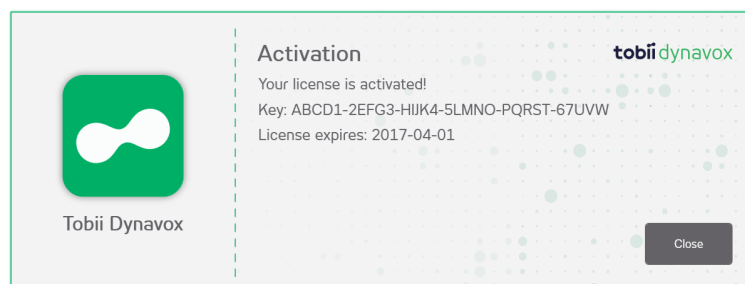 Activation
tobii dynavox
Your license is activated!
Key: ABCD1-2EFG3-HIJK4-5LMNO-PQRST-67UVW
License expires: 2017-04-01
Tobii Dynavox
Close